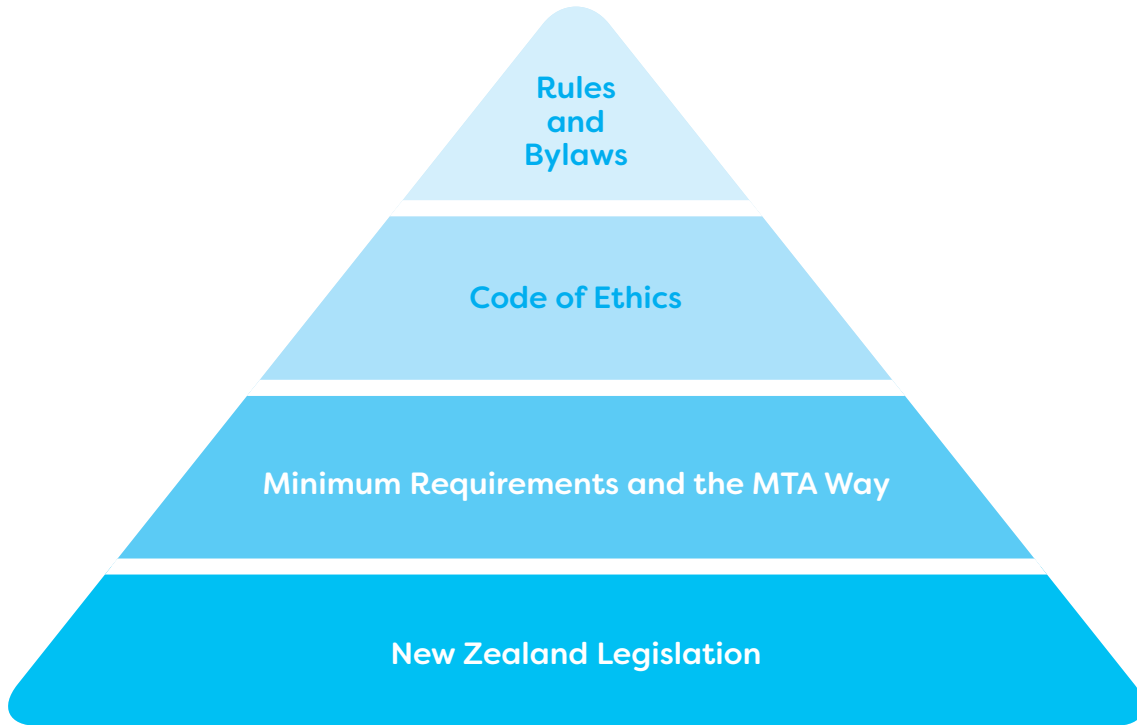 Rules
and
Bylaws
Code of Ethics
Minimum Requirements and the MTA Way
New Zealand Legislation